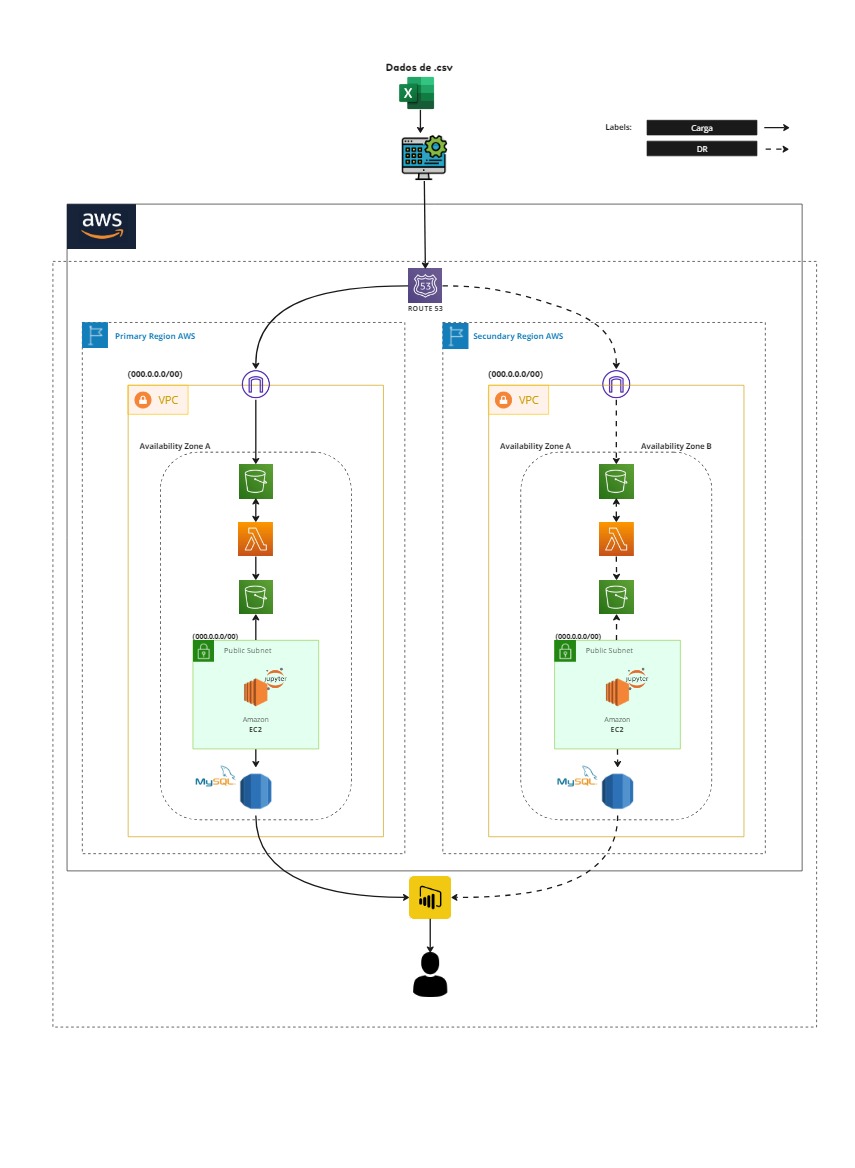 Dados de .csv
X
Labels:
Carga
DR
aws
53
ROUTE 53
Primary Region AWS
Secundary Region AWS
(000.0.0.0/00)
(000.0.0.0/00)
VPC
VPC
Availability Zone A
Availability Zone A
Availability Zone B
(000.0.0.0/00)
(000.0.0.0/00)
Public Subnet
Public Subnet
jupyter
jupyter
Amazon
EC2
Amazon
EC2
MySQL
MySQL